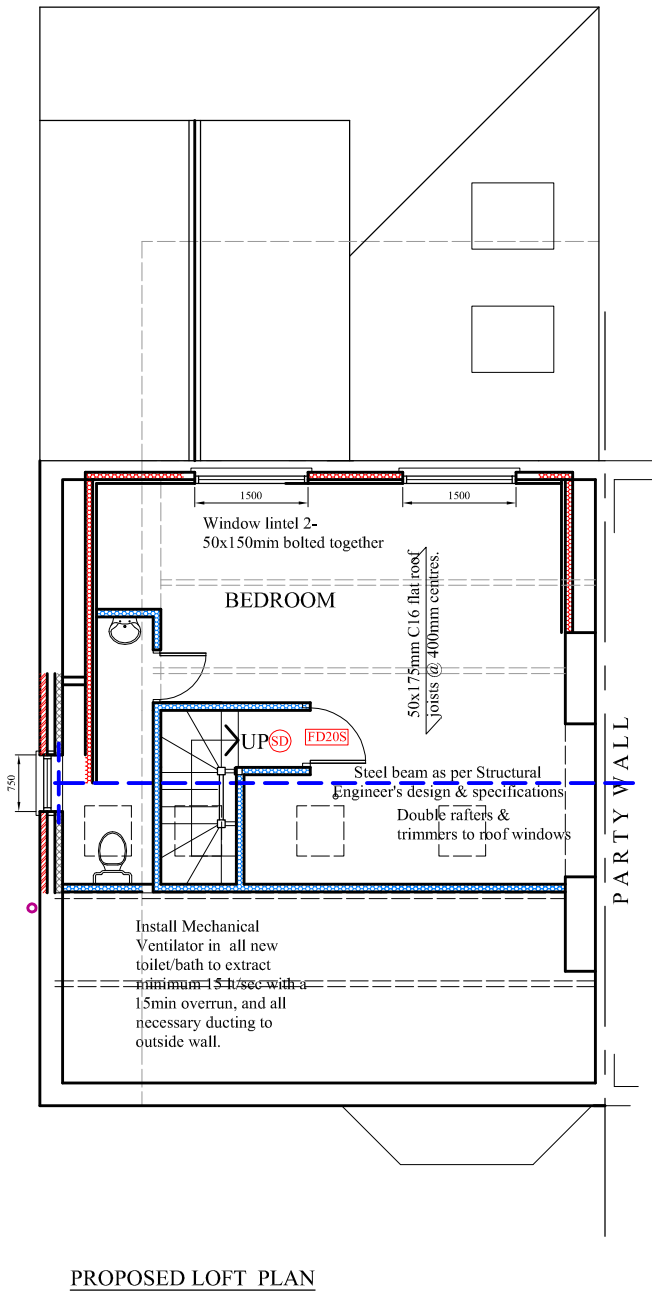 1500
1500
Window lintel 2-
50x150mm bolted together
BEDROOM
50x175mm C16 flat roof
joists @ 400mm centres.
UP
SD
FD20S
750
Steel beam as per Structural
Engineer's design & specifications
Double rafters &
trimmers to roof windows
PARTY WALL
Install Mechanical
Ventilator in all new
toilet/bath to extract
minimum 15 lt/sec with a
15min overrun, and all
necessary ducting to
outside wall.
PROPOSED LOFT PLAN